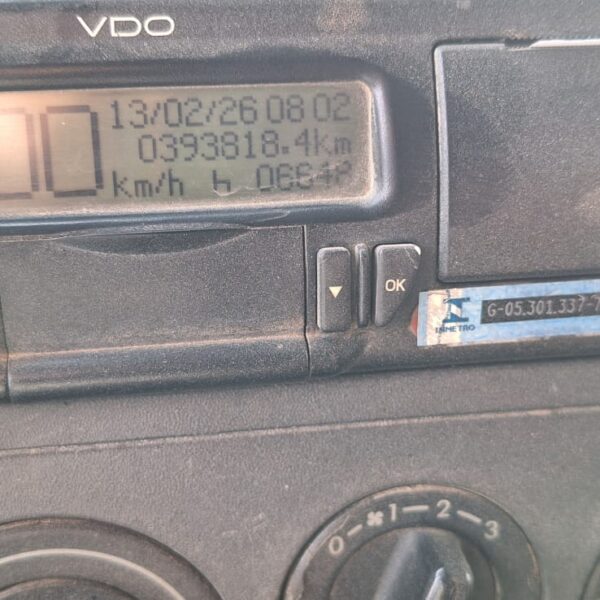 VDO
13/02/26 08 02
0393818.4km
km/h
OK
INMETRO
G-05.301.337-
0 1 2 3